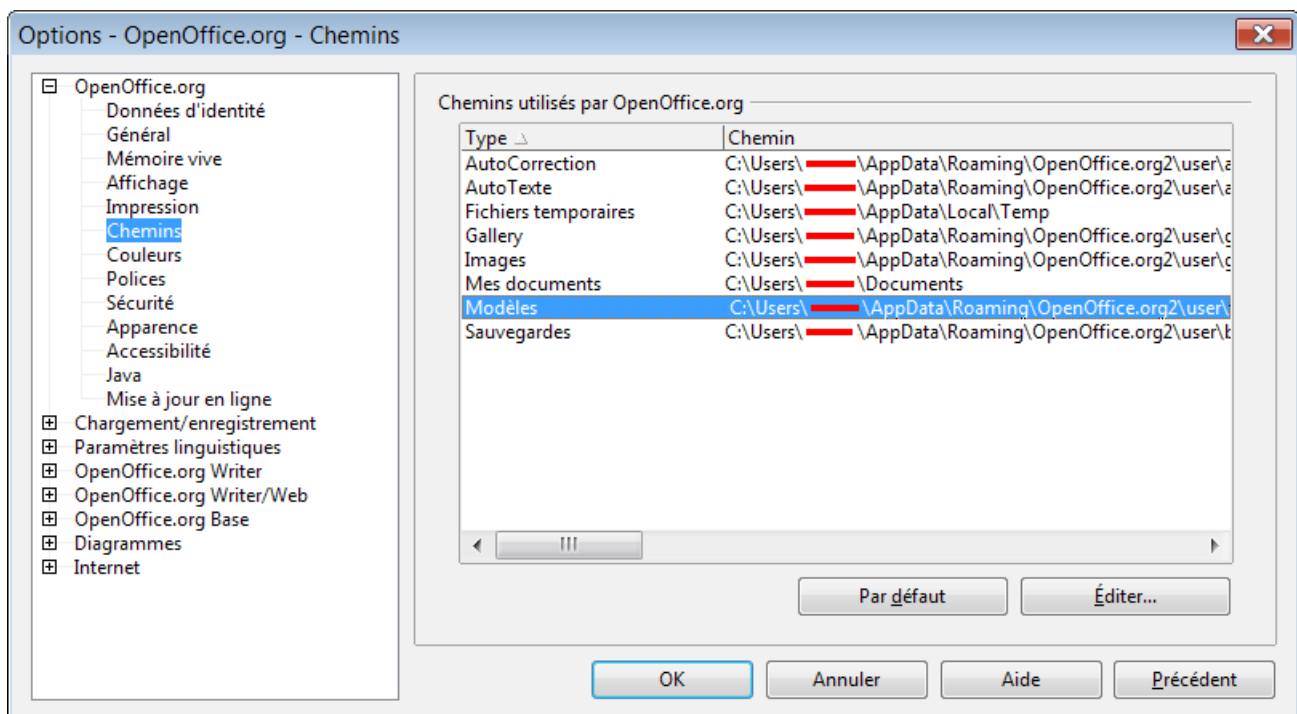 Options - OpenOffice.org - Chemins
OpenOffice.org
Données d'identité
Général
Mémoire vive
Affichage
Impression
Chemins
Couleurs
Polices
Sécurité
Apparence
Accessibilité
Java
Mise à jour en ligne
Chargement/enregistrement
Paramètres linguistiques
OpenOffice.org Writer
OpenOffice.org Writer/Web
OpenOffice.org Base
Diagrammes
Internet
Chemins utilisés par OpenOffice.org
Type Chemin
AutoCorrection C:\Users\ \AppData\Roaming\OpenOffice.org2\user\a
AutoTexte C:\Users\ \AppData\Roaming\OpenOffice.org2\user\a
Fichiers temporaires C:\Users\ \AppData\Local\Temp
Gallery C:\Users\ \AppData\Roaming\OpenOffice.org2\user\g
Images C:\Users\ \AppData\Roaming\OpenOffice.org2\user\g
Mes documents C:\Users\ \Documents
Modèles C:\Users\ \AppData\Roaming\OpenOffice.org2\user\
Sauvegardes C:\Users\ \AppData\Roaming\OpenOffice.org2\user\b
Par défaut Éditer...
OK Annuler Aide Précédent